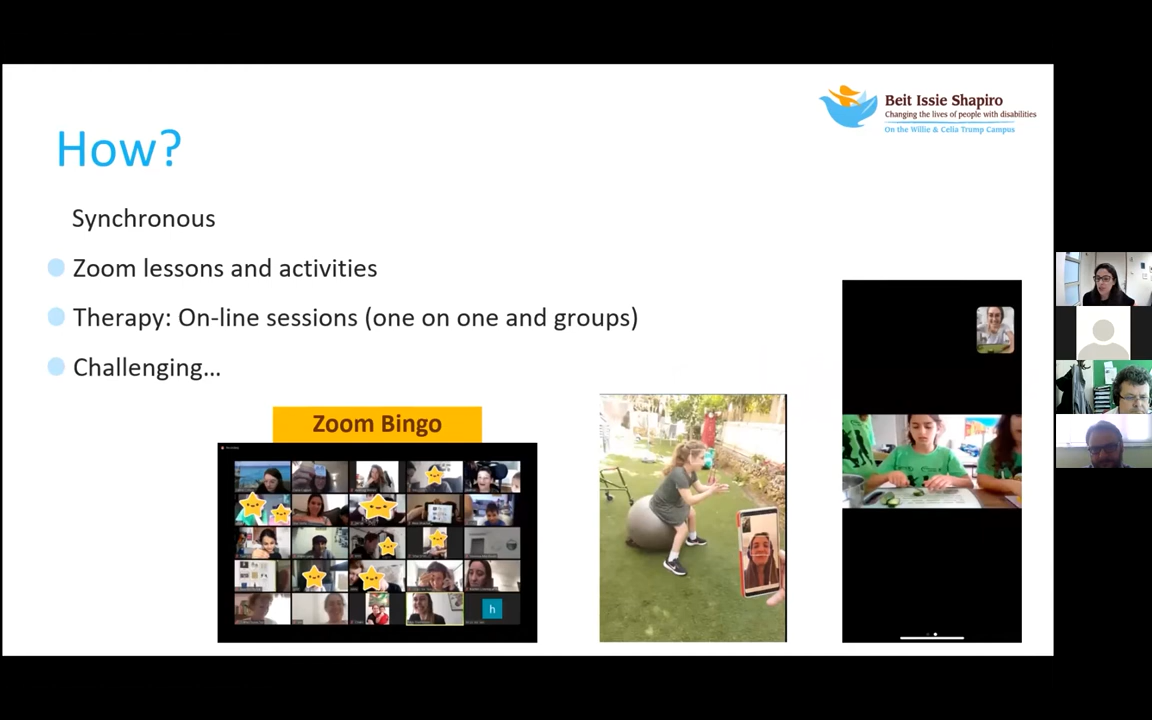 Beit Issie Shapiro
Changing the lives of people with disabilities
On the Willie & Celia Trump Campus
How?
Synchronous
Zoom lessons and activities
Therapy: On-line sessions (one on one and groups)
Challenging...
Zoom Bingo
h